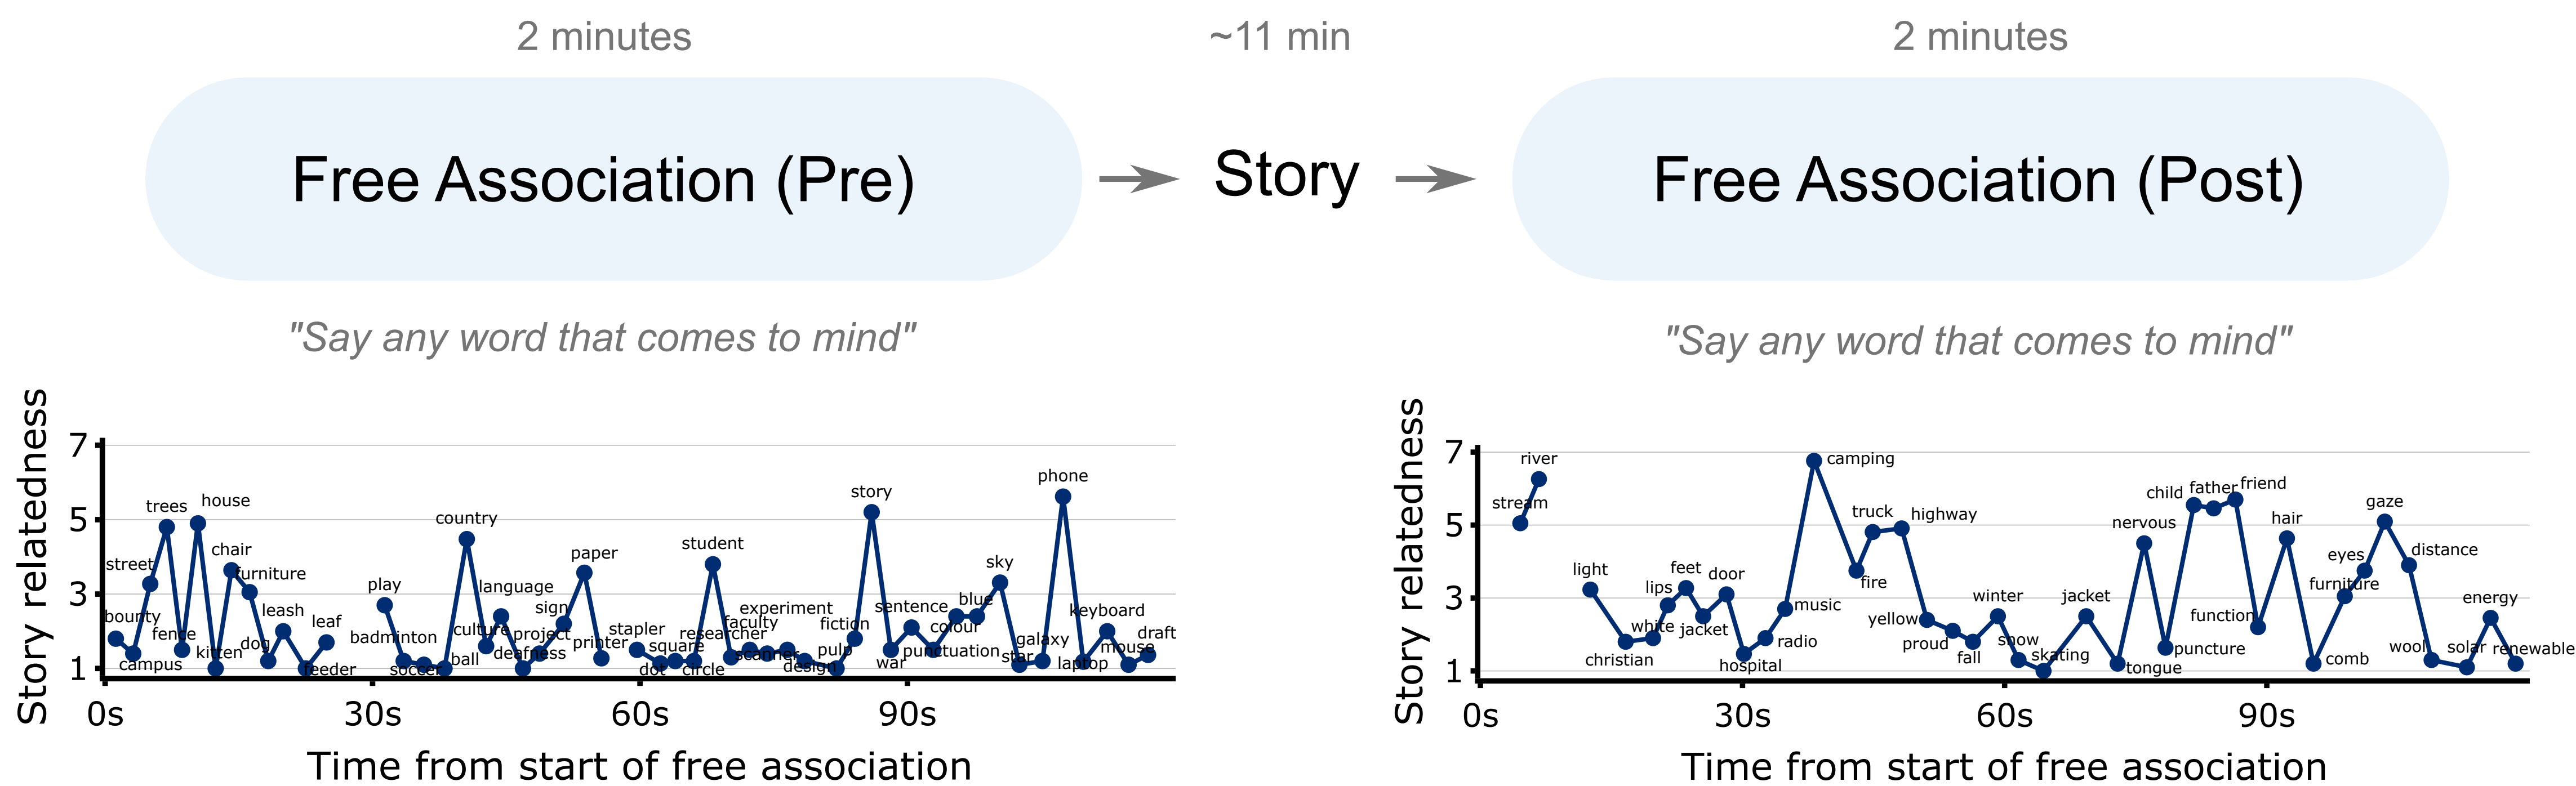 2 minutes
~11 min
2 minutes
Free Association (Pre)
Story
Free Association (Post)
"Say any word that comes to mind"
"Say any word that comes to mind"
Story relatedness
7
5
3
1
0s
30s
60s
90s
Time from start of free association
bounty
campus
street
trees
fence
house
kitten
chair
furniture
dog
leash
feeder
leaf
play
badminton
soccer
ball
country
culture
language
deafness
project
sign
paper
printer
stapler
dot
square
circle
researcher
student
faculty
experiment
scanner
design
pulp
fiction
story
war
sentence
punctuation
colour
blue
sky
star
galaxy
phone
laptop
keyboard
mouse
draft
Story relatedness
7
5
3
1
0s
30s
60s
90s
Time from start of free association
stream
river
light
christian
white
lips
feet
jacket
door
hospital
radio
music
camping
fire
truck
highway
yellow
proud
fall
winter
snow
skating
jacket
tongue
nervous
puncture
child
father
friend
function
hair
comb
furniture
eyes
gaze
distance
wool
solar
energy
renewable